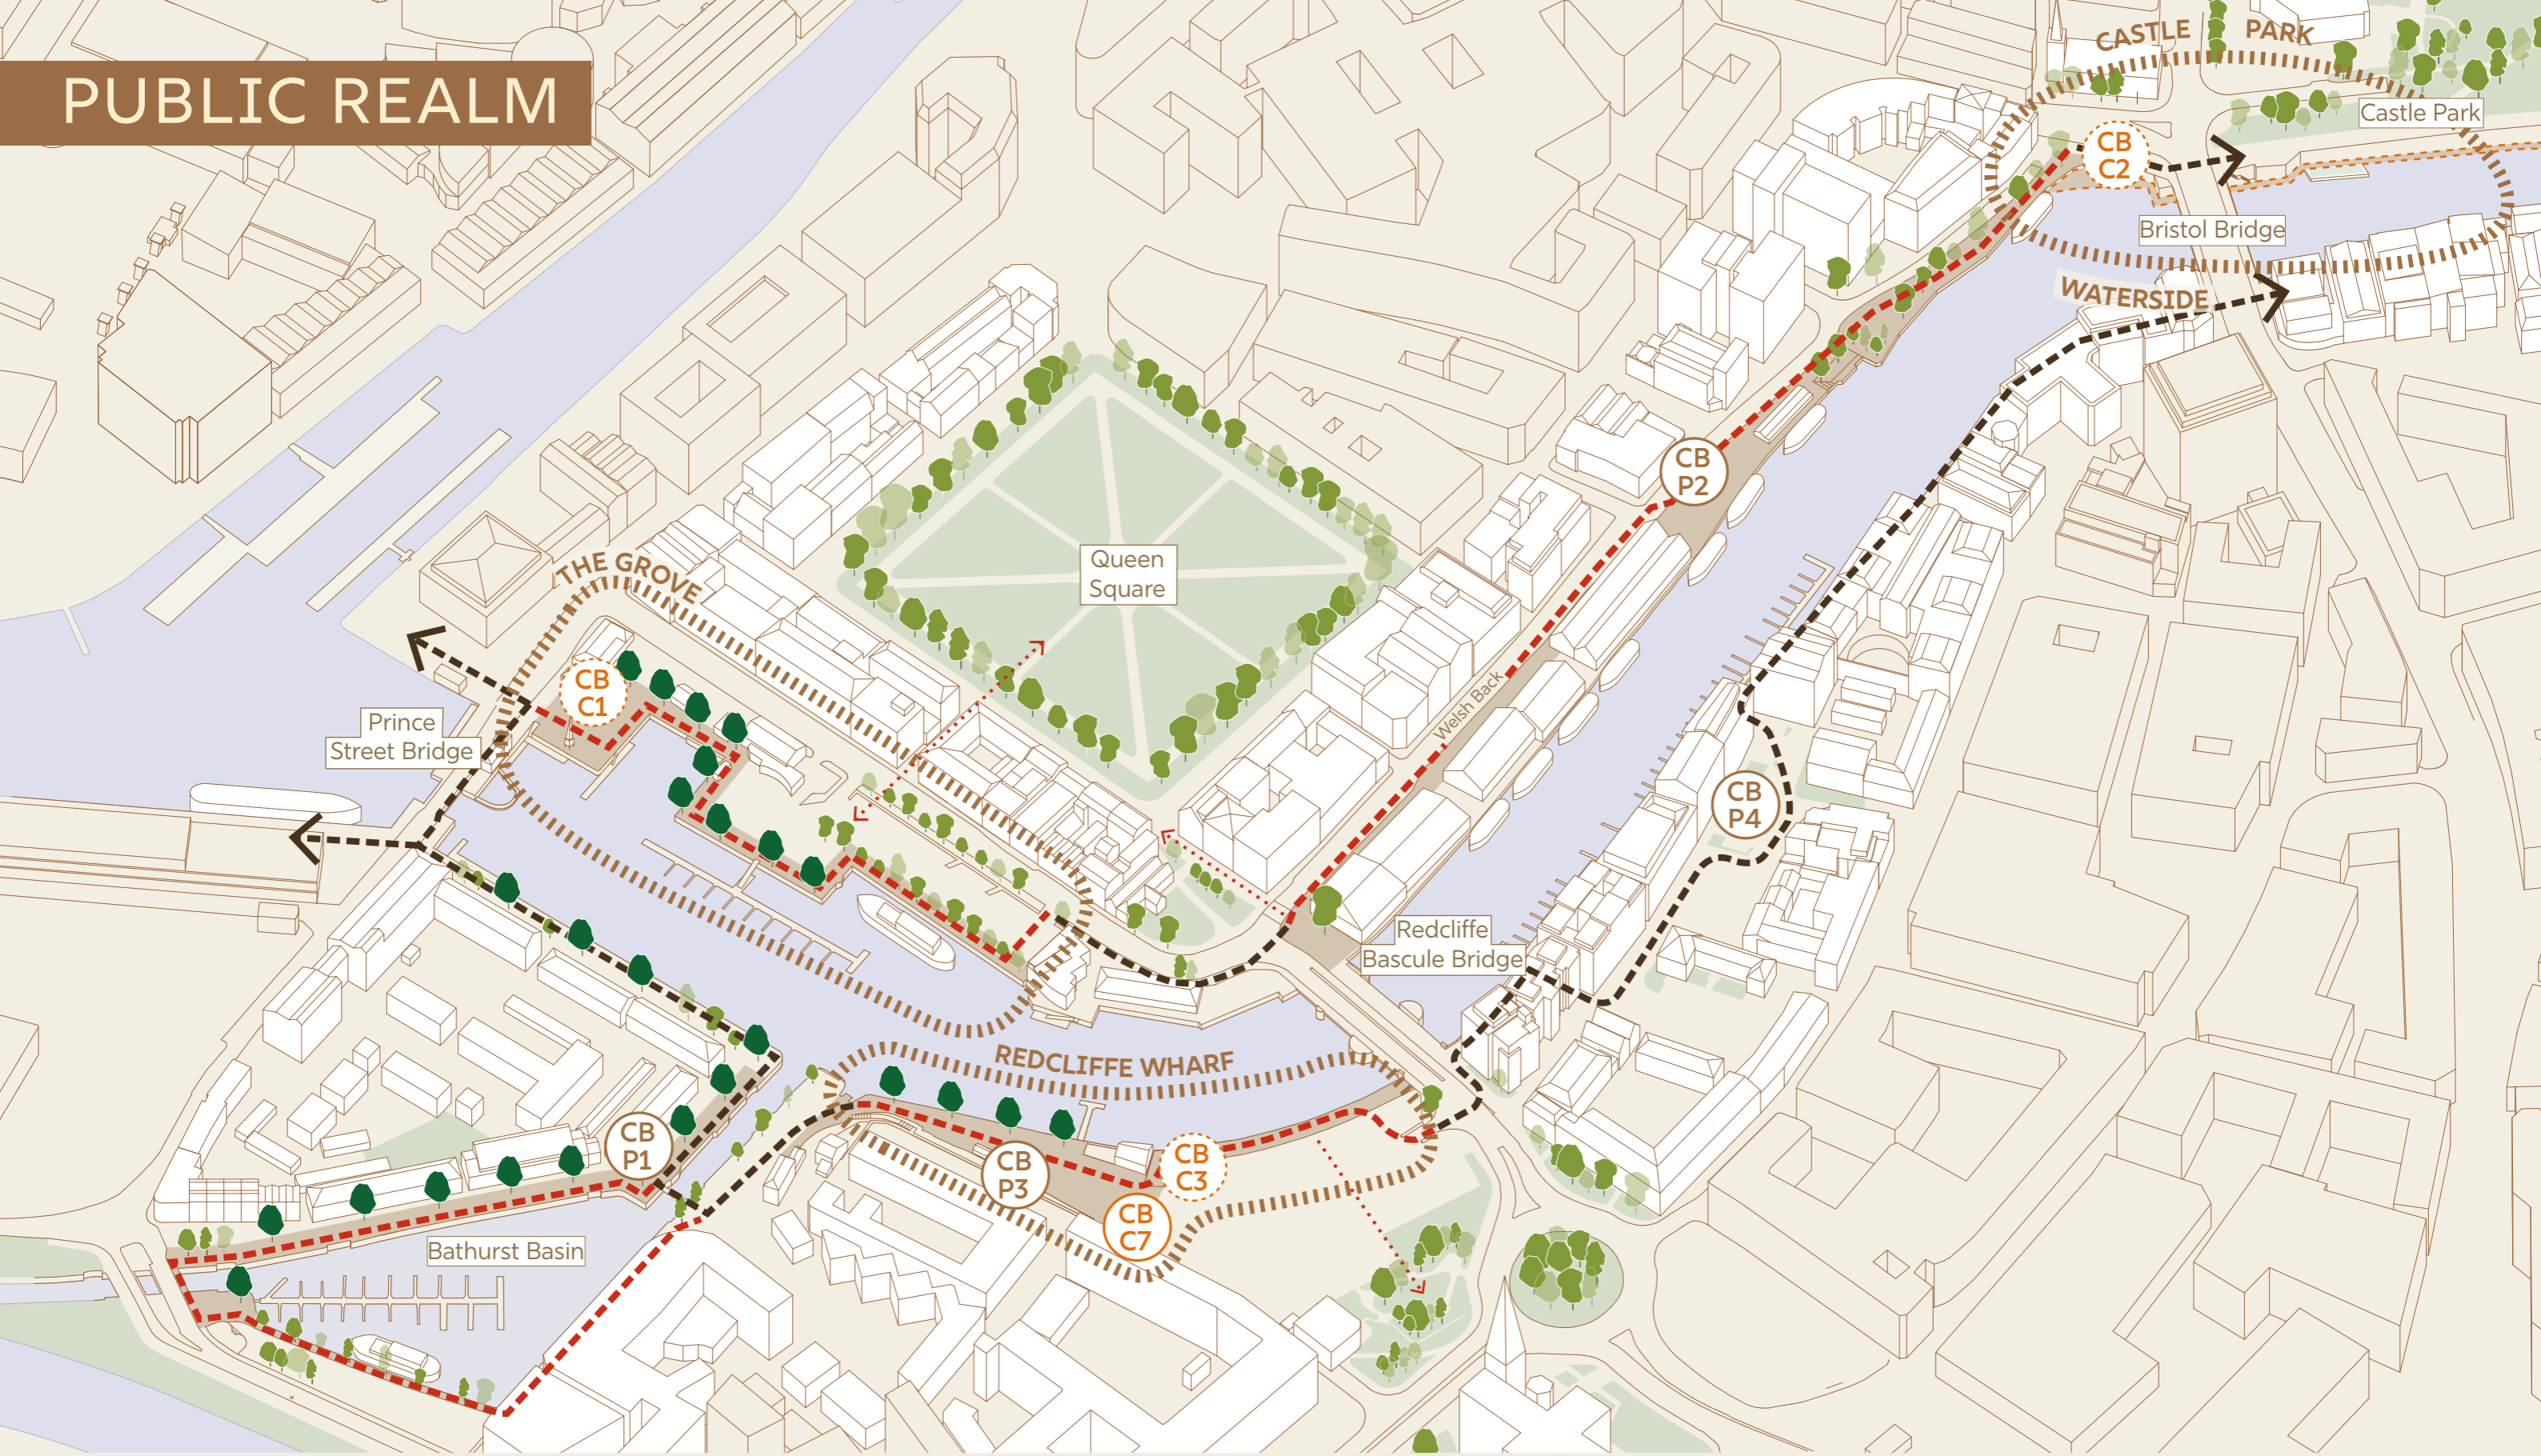 PUBLIC REALM
CASTLE PARK
Castle Park
CB
C2
Bristol Bridge
WATERSIDE
CB
P2
Queen
Square
THE GROVE
CB
C1
Prince
Street Bridge
Welsh Back
CB
P4
Redcliffe
Bascule Bridge
REDCLIFFE WHARF
CB
P1
CB
P3
CB
C3
CB
C7
Bathurst Basin